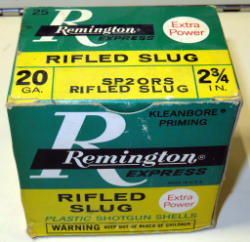 25
Remington®
EXPRESS
Extra
Power
RIFLED SLUG
20
GA.
SP20RS
RIFLED SLUG
2¾
IN.
KLEANBORE®
PRIMING
Remington®
EXPRESS
RIFLED
SLUG
Extra
Power
PLASTIC SHOTGUN SHELLS
WARNING KEEP OUT OF REACH OF CHILDREN